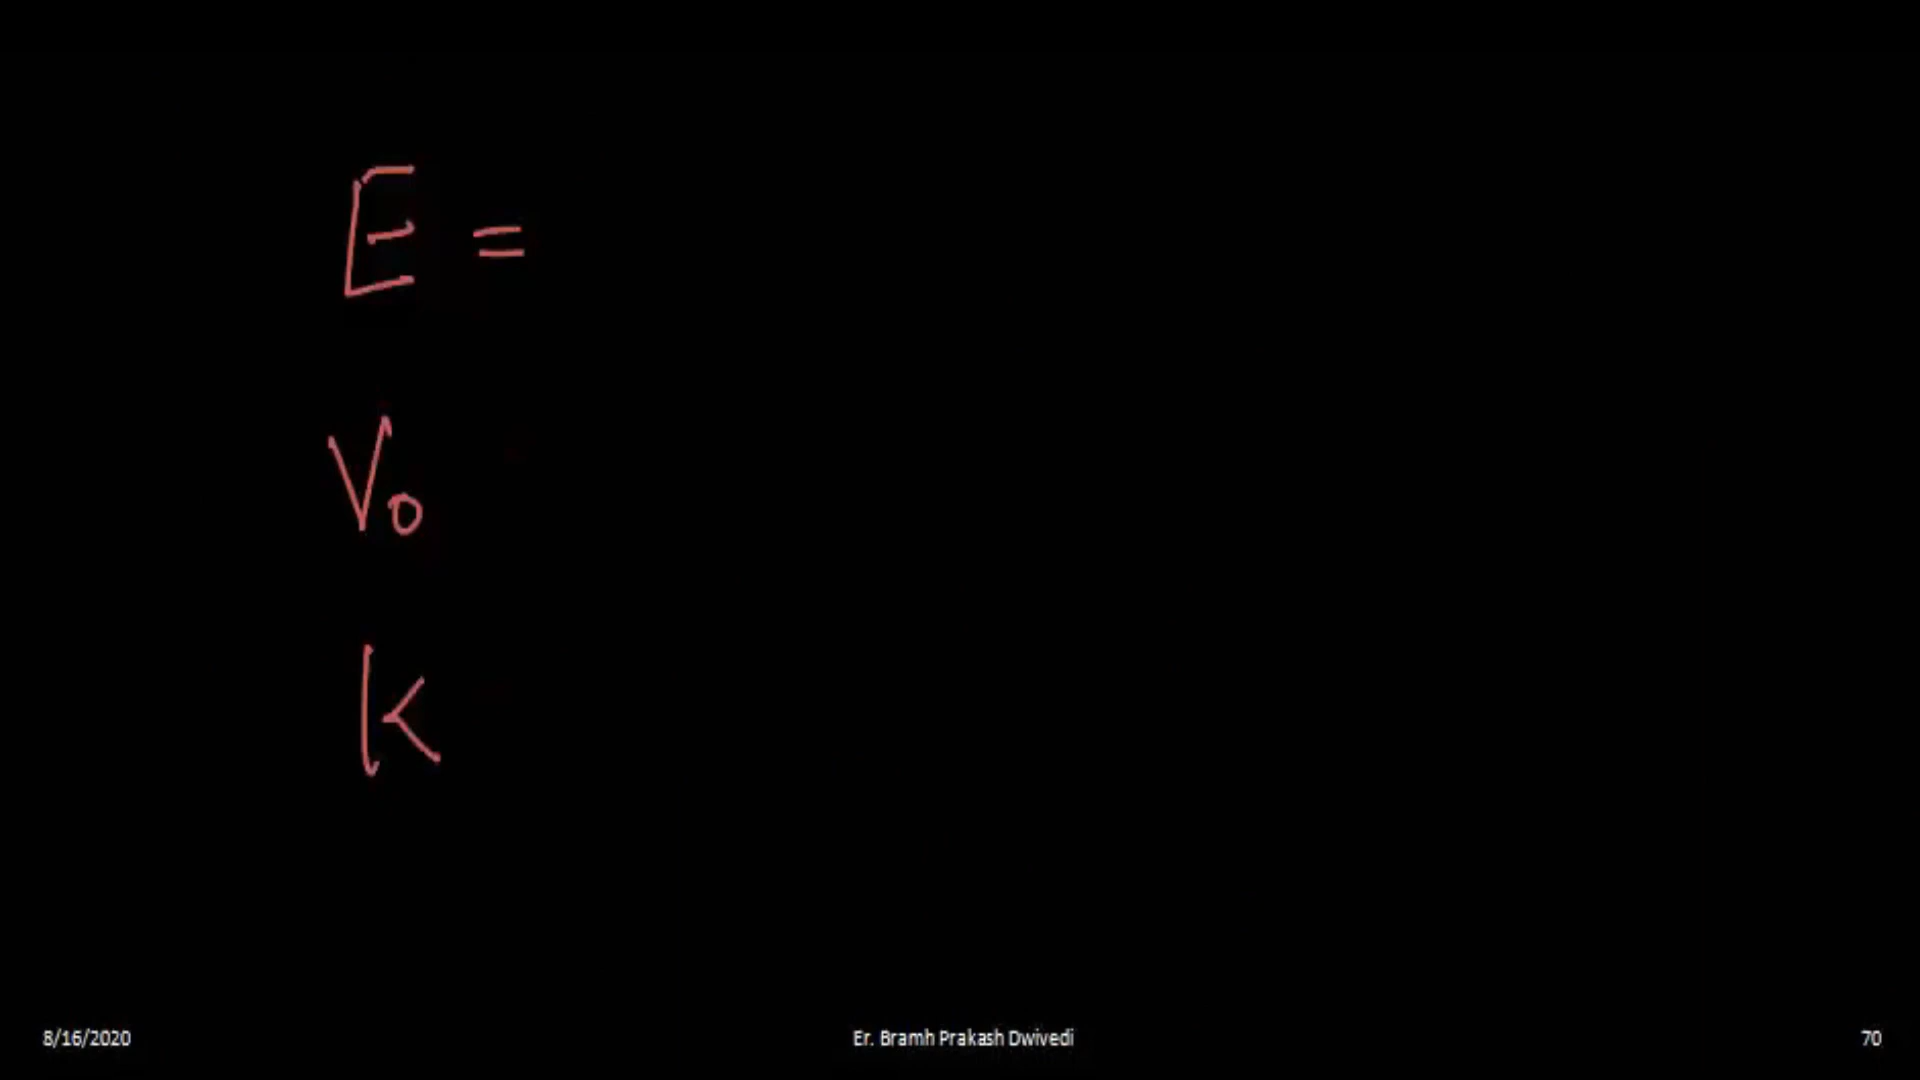 E =
V₀
K
8/16/2020 Er. Bramh Prakash Dwivedi 70